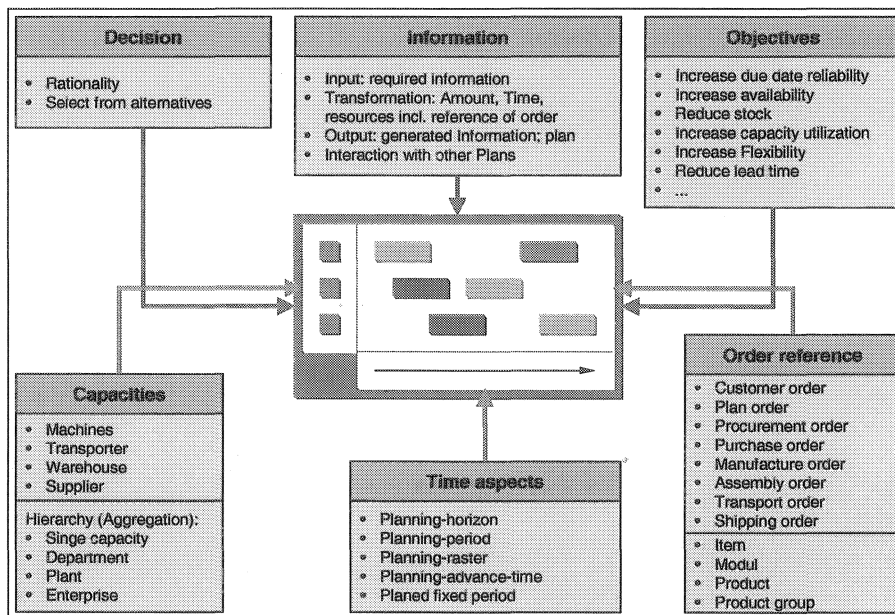 Decision
• Rationality
• Select from alternatives
Information
• Input: required information
• Transformation: Amount, Time,
resources incl. reference of order
• Output: generated Information; plan
• Interaction with other Plans
Objectives
• Increase due date reliability
• Increase availability
• Reduce stock
• Increase capacity utilization
• Increase Flexibility
• Reduce lead time
• ...
Capacities
• Machines
• Transporter
• Warehouse
• Supplier
Hierarchy (Aggregation):
• Singe capacity
• Department
• Plant
• Enterprise
Time aspects
• Planning-horizon
• Planning-period
• Planning-raster
• Planning-advance-time
• Planed fixed period
Order reference
• Customer order
• Plan order
• Procurement order
• Purchase order
• Manufacture order
• Assembly order
• Transport order
• Shipping order
• Item
• Modul
• Product
• Product group